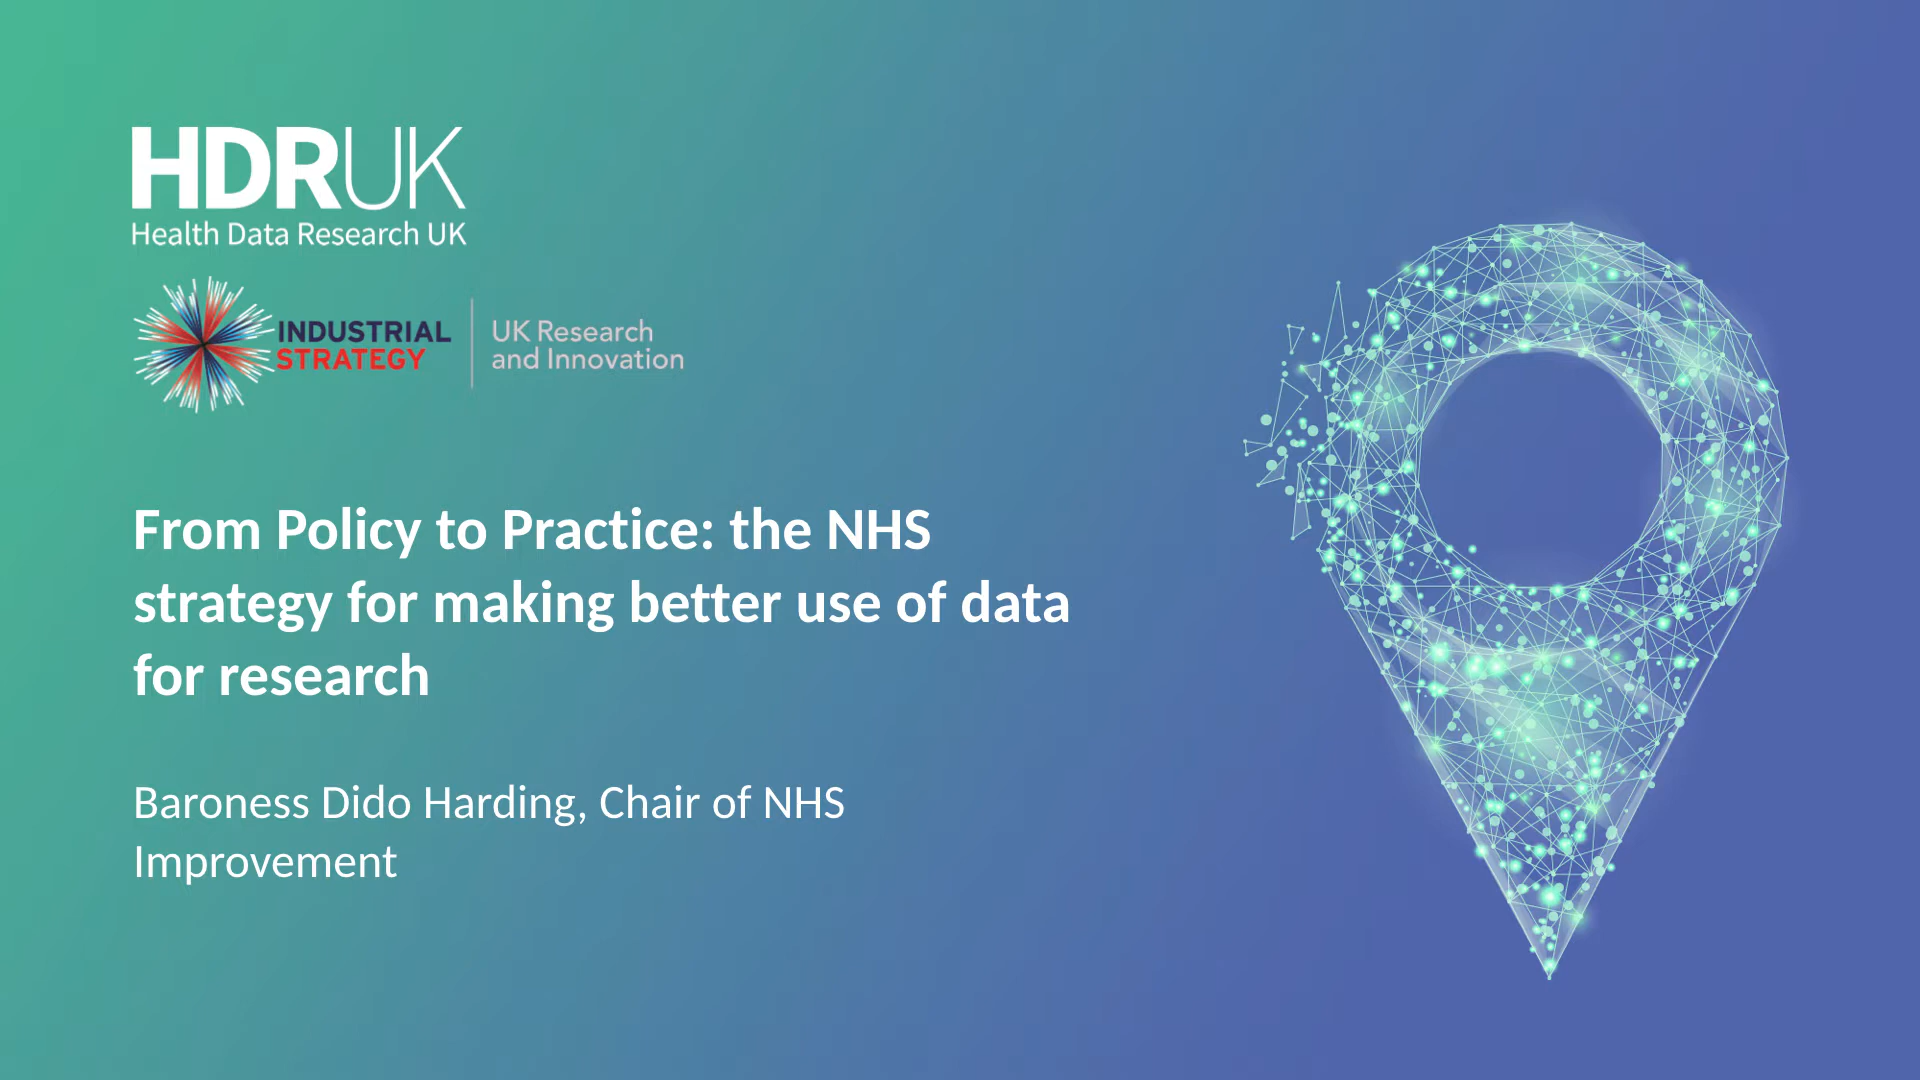 HDRUK
Health Data Research UK
INDUSTRIAL
STRATEGY
UK Research
and Innovation
From Policy to Practice: the NHS
strategy for making better use of data
for research
Baroness Dido Harding, Chair of NHS
Improvement